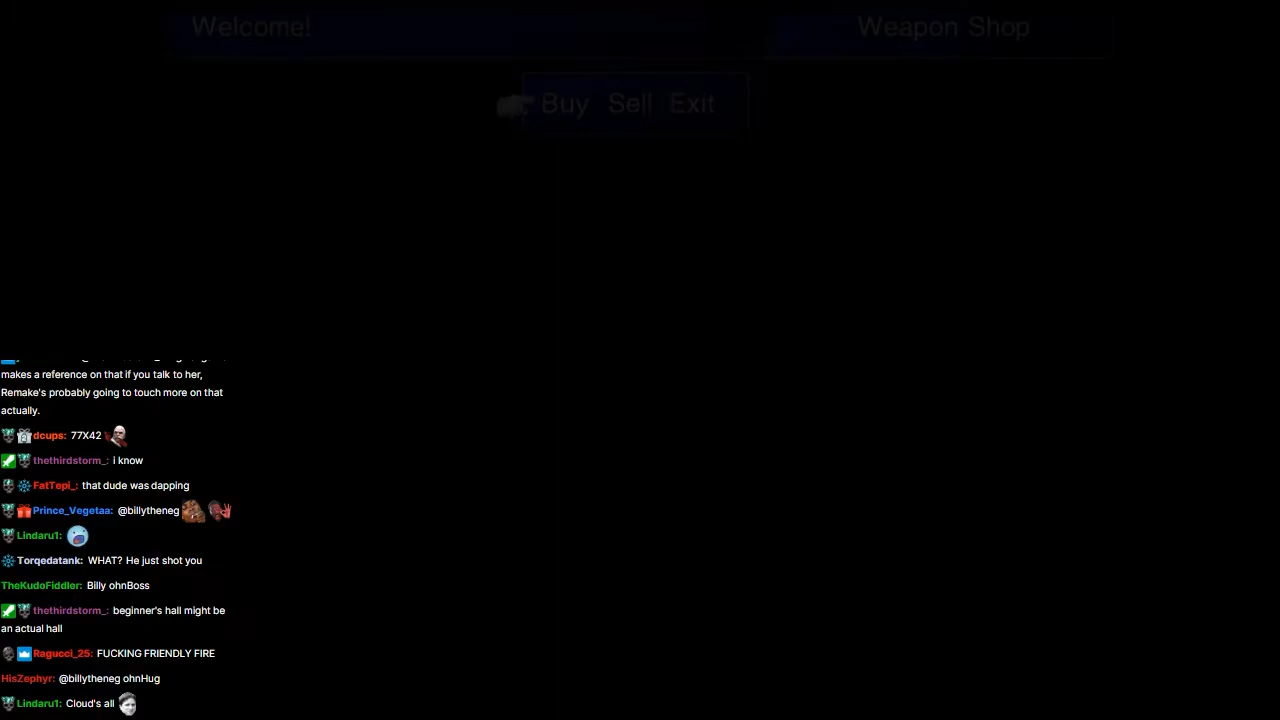 Welcome!
Weapon Shop
Buy Sell Exit
makes a reference on that if you talk to her,
Remake's probably going to touch more on that
actually.
dcups: 77X42
thethirdstorm_: i know
FatTepi_: that dude was dapping
Prince_Vegetaa: @billytheneg
Lindaru1:
Torqedatank: WHAT? He just shot you
TheKudoFiddler: Billy ohnBoss
thethirdstorm_: beginner's hall might be
an actual hall
Ragucci_25: FUCKING FRIENDLY FIRE
HisZephyr: @billytheneg ohnHug
Lindaru1: Cloud's all